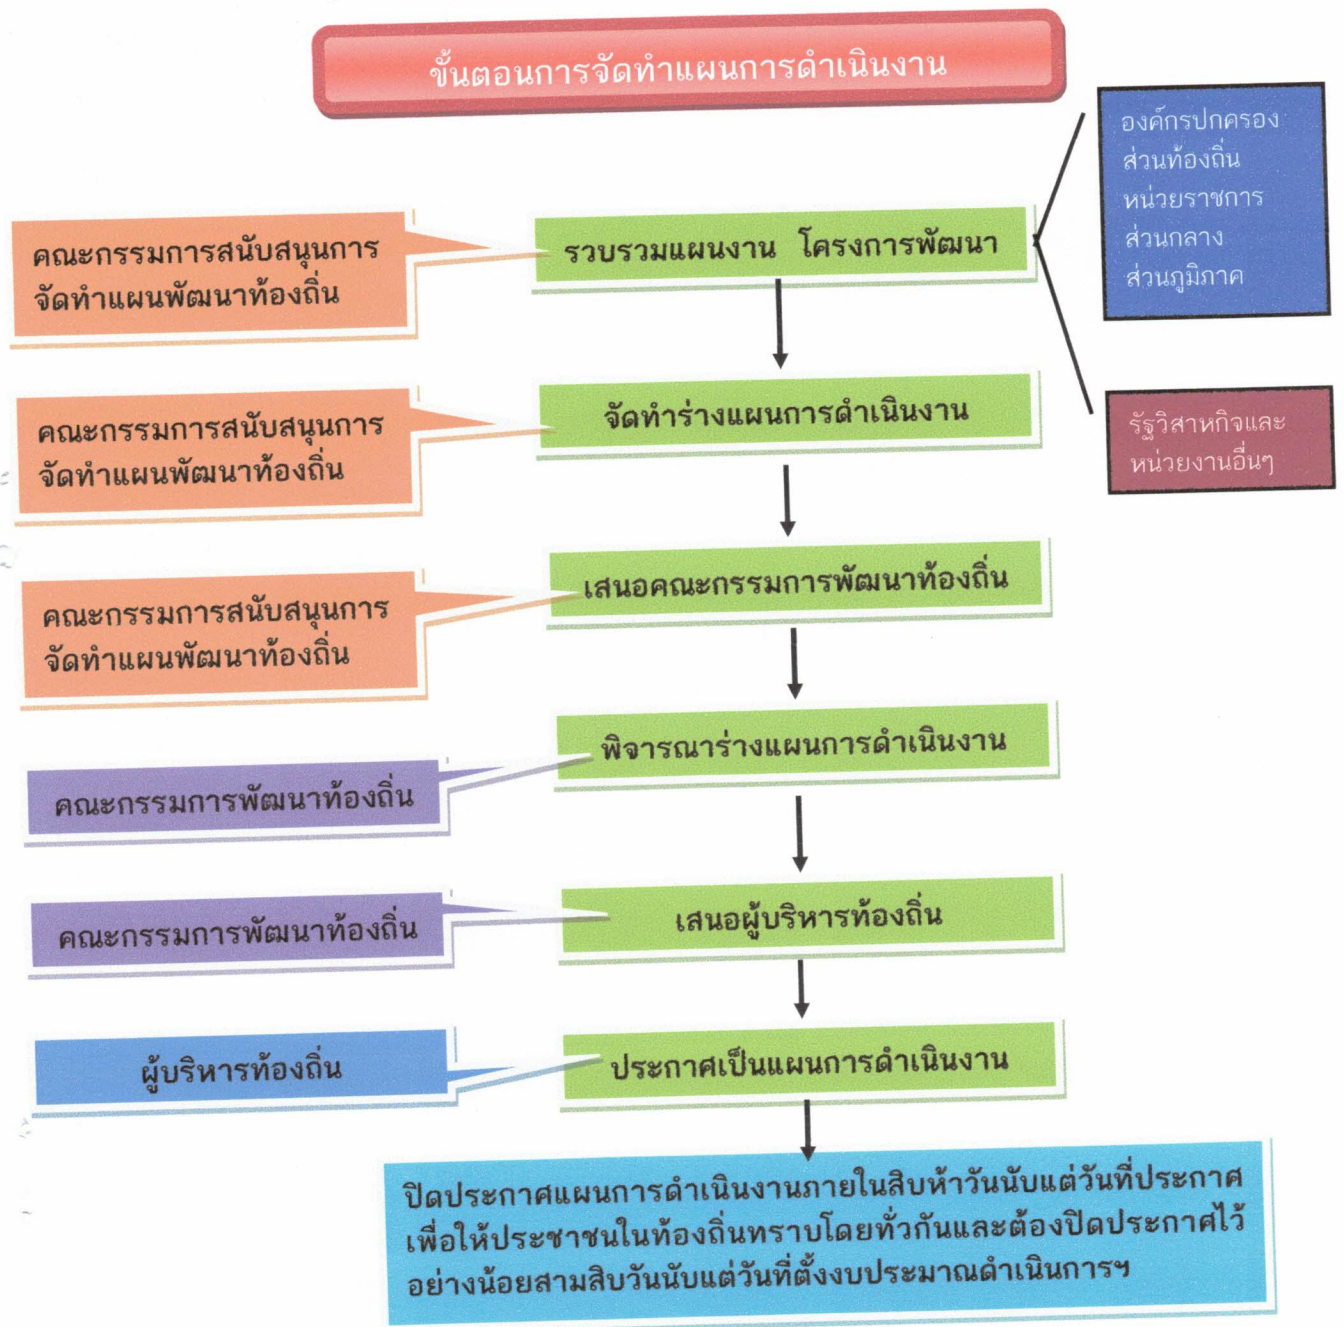 ขั้นตอนการจัดทำแผนการดำเนินงาน
องค์กรปกครอง
ส่วนท้องถิ่น
หน่วยราชการ
ส่วนกลาง
ส่วนภูมิภาค
คณะกรรมการสนับสนุนการ
จัดทำแผนพัฒนาท้องถิ่น
รวบรวมแผนงาน โครงการพัฒนา
คณะกรรมการสนับสนุนการ
จัดทำแผนพัฒนาท้องถิ่น
จัดทำร่างแผนการดำเนินงาน
รัฐวิสาหกิจและ
หน่วยงานอื่นๆ
คณะกรรมการสนับสนุนการ
จัดทำแผนพัฒนาท้องถิ่น
เสนอคณะกรรมการพัฒนาท้องถิ่น
คณะกรรมการพัฒนาท้องถิ่น
พิจารณาร่างแผนการดำเนินงาน
คณะกรรมการพัฒนาท้องถิ่น
เสนอผู้บริหารท้องถิ่น
ผู้บริหารท้องถิ่น
ประกาศเป็นแผนการดำเนินงาน
ปิดประกาศแผนการดำเนินงานภายในสิบห้าวันนับแต่วันที่ประกาศ
เพื่อให้ประชาชนในท้องถิ่นทราบโดยทั่วกันและต้องปิดประกาศไว้
อย่างน้อยสามสิบวันนับแต่วันที่ตั้งงบประมาณดำเนินการฯ